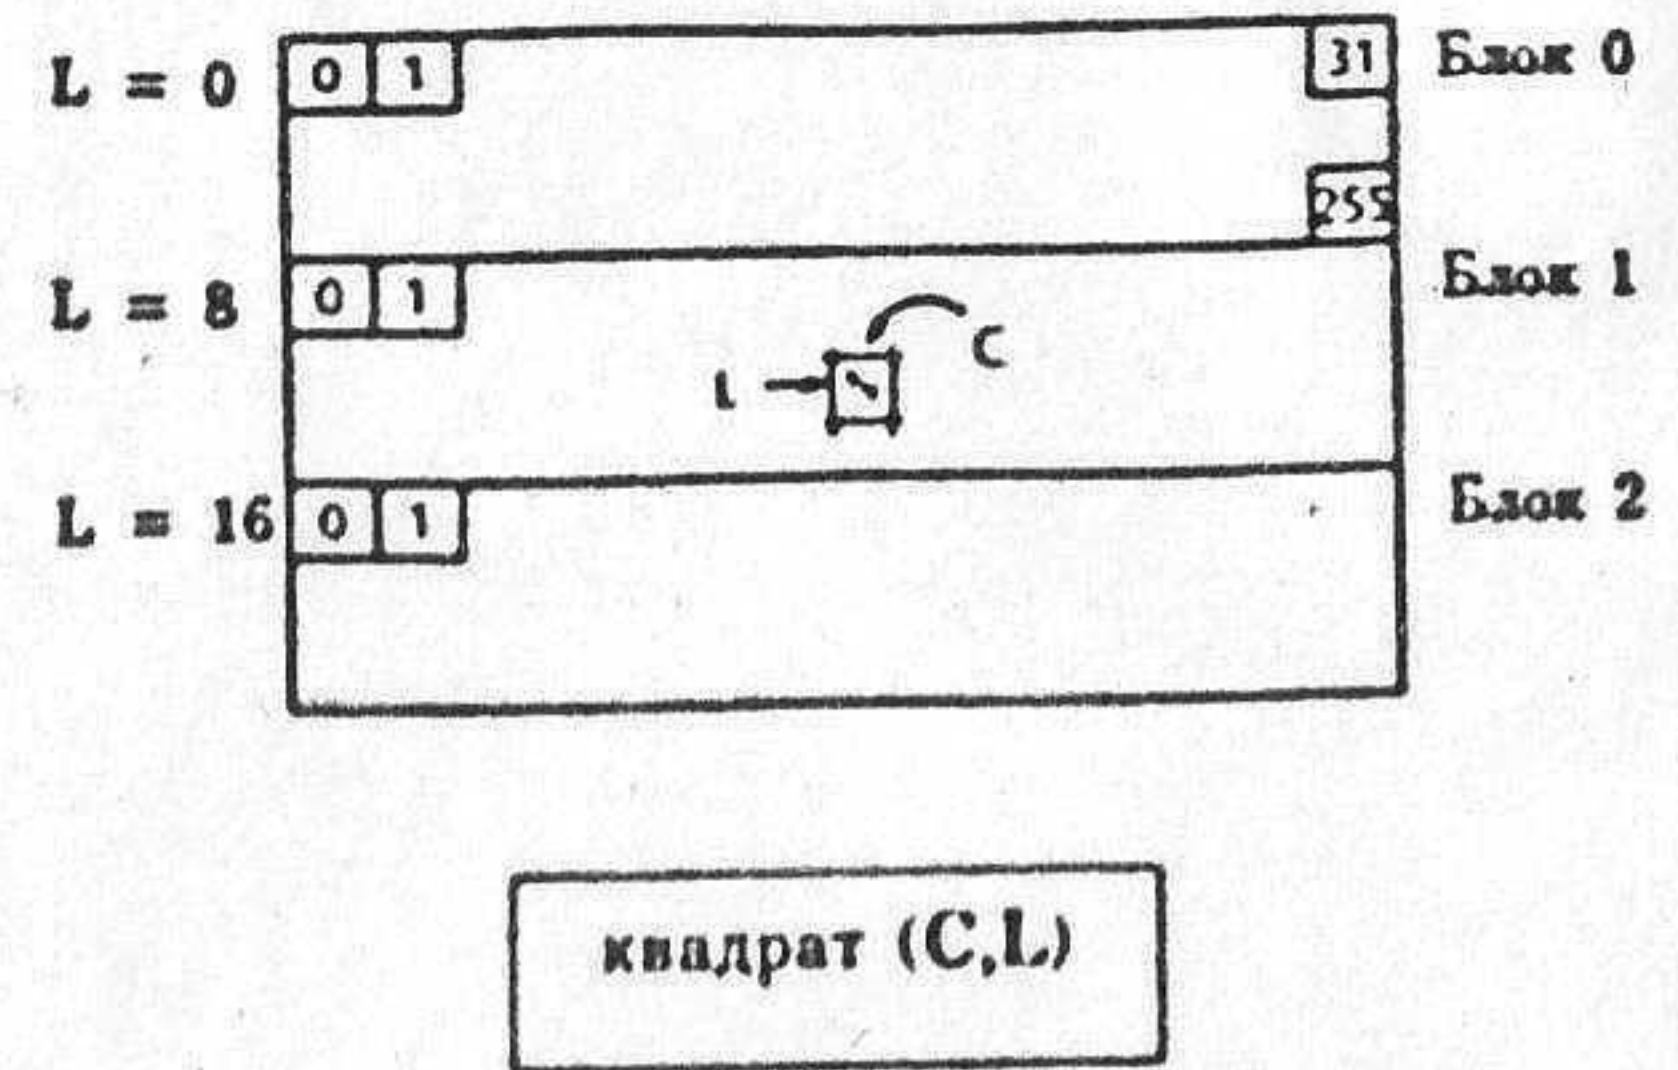 L = 0 0 1 31 Блок 0
255
L = 8 0 1 Блок 1
C
L
L = 16 0 1 Блок 2
квадрат (C,L)